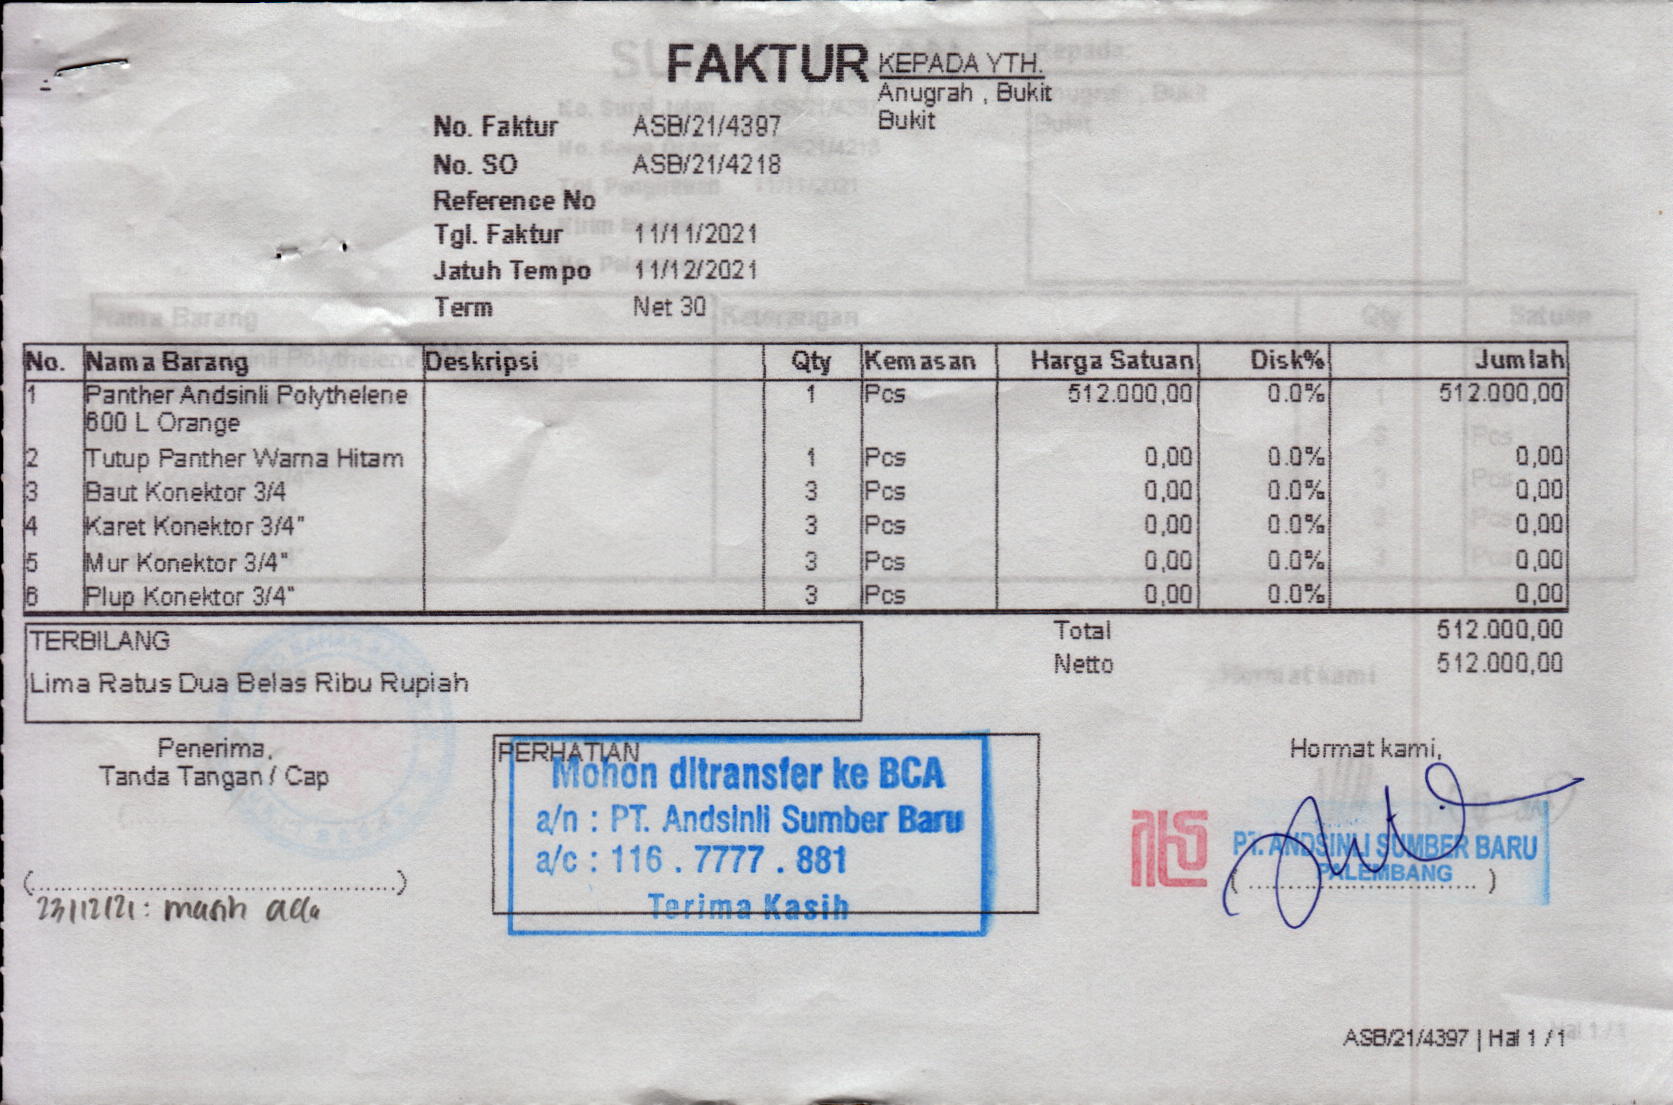 FAKTUR
KEPADA YTH.
Anugrah , Bukit
Bukit
No. Faktur ASB/21/4397
No. SO ASB/21/4218
Reference No
Tgl. Faktur 11/11/2021
Jatuh Tempo 11/12/2021
Term Net 30
No. Nama Barang Deskripsi Qty Kemasan Harga Satuan Disk% Jumlah
1 Panther Andsinli Polythelene 1 Pcs 512.000,00 0.0% 512.000,00
600 L Orange
2 Tutup Panther Warna Hitam 1 Pcs 0,00 0.0% 0,00
3 Baut Konektor 3/4 3 Pcs 0,00 0.0% 0,00
4 Karet Konektor 3/4" 3 Pcs 0,00 0.0% 0,00
5 Mur Konektor 3/4" 3 Pcs 0,00 0.0% 0,00
6 Plup Konektor 3/4" 3 Pcs 0,00 0.0% 0,00
TERBILANG
Lima Ratus Dua Belas Ribu Rupiah
Total 512.000,00
Netto 512.000,00
Penerima,
Tanda Tangan / Cap
(..............................)
23/12/21: masih ada
PERHATIAN
Mohon ditransfer ke BCA
a/n : PT. Andsinli Sumber Baru
a/c : 116 . 7777 . 881
Terima Kasih
Hormat kami,
PT. ANDSINLI SUMBER BARU
PALEMBANG
(..............................)
ASB/21/4397 | Hal 1 / 1